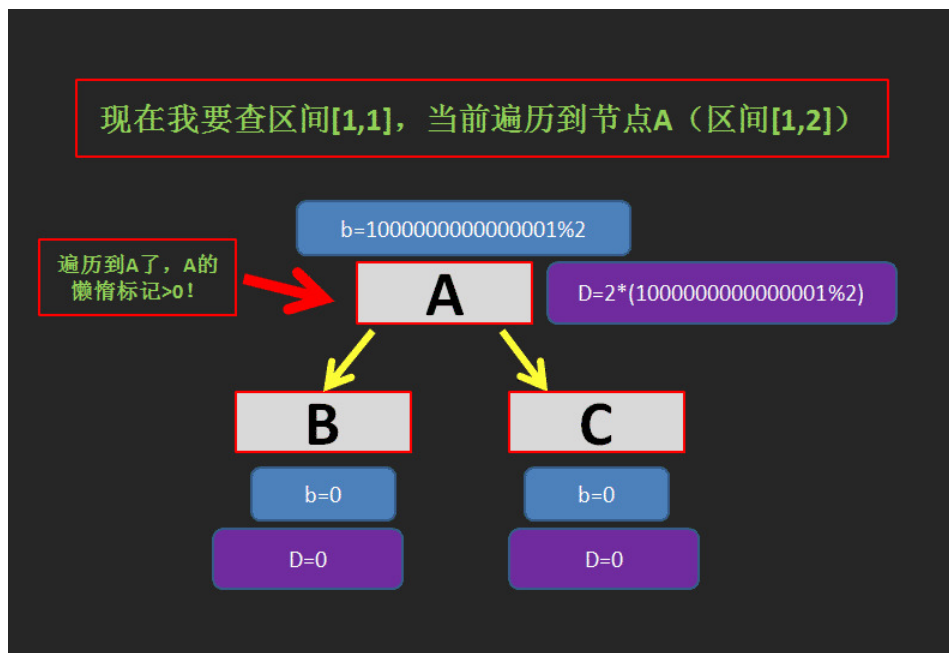 现在我要查区间[1,1]，当前遍历到节点A（区间[1,2]）
b=1000000000000001%2
遍历到A了，A的
懒惰标记>0！
A
D=2*(1000000000000001%2)
B
C
b=0
b=0
D=0
D=0